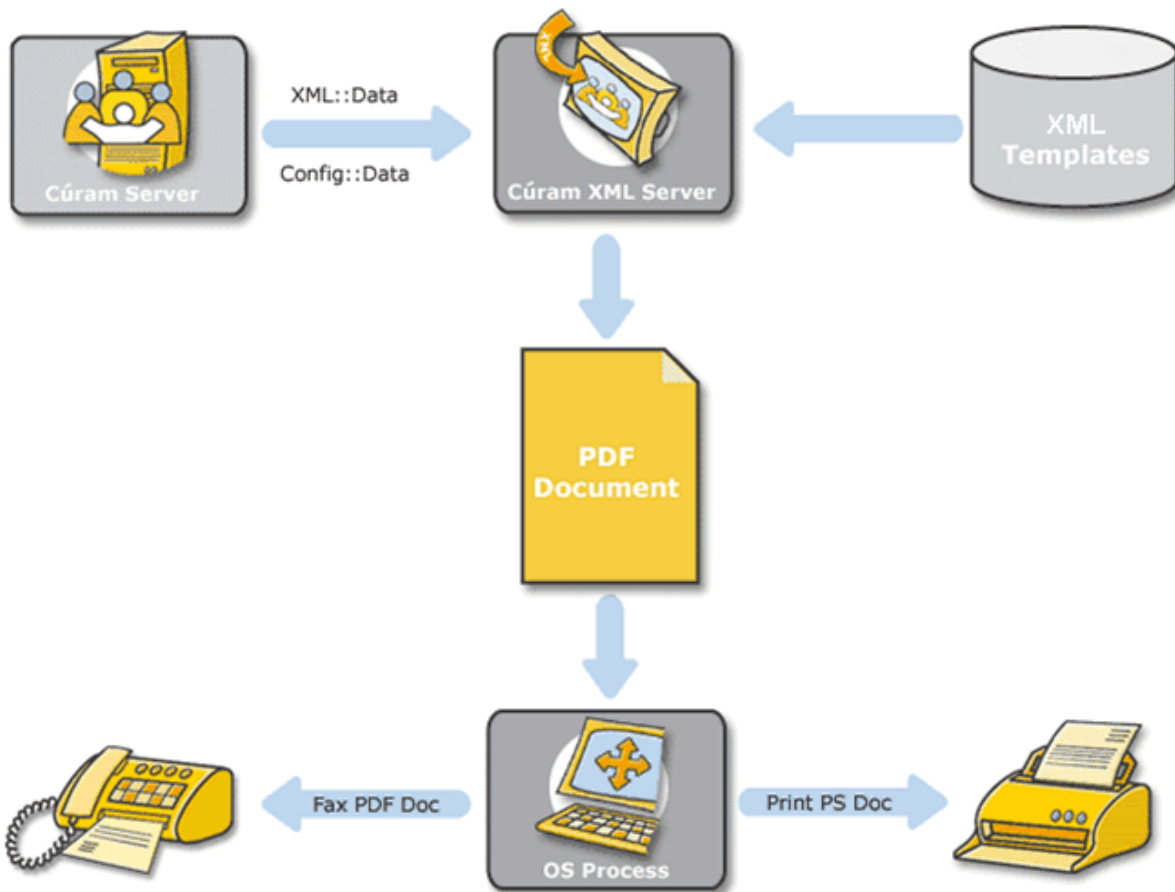 XML::Data
Config::Data
Cúram Server
XML
Cúram XML Server
XML
Templates
PDF
Document
Fax PDF Doc
Print PS Doc
OS Process